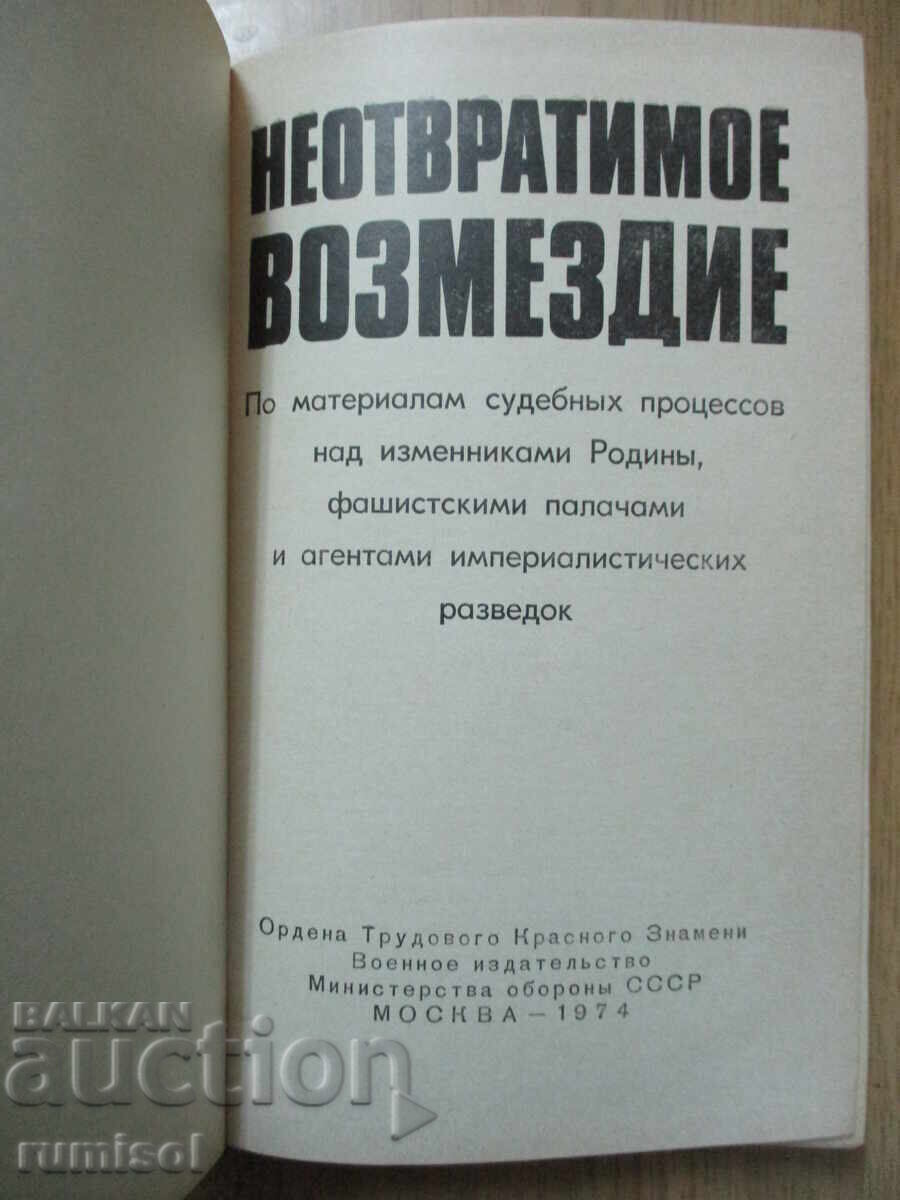 НЕОТВРАТИМОЕ
ВОЗМЕЗДИЕ
По материалам судебных процессов
над изменниками Родины,
фашистскими палачами
и агентами империалистических
разведок
Ордена Трудового Красного Знамени
Военное издательство
Министерства обороны СССР
МОСКВА — 1974
BALKAN
auction
rumisol